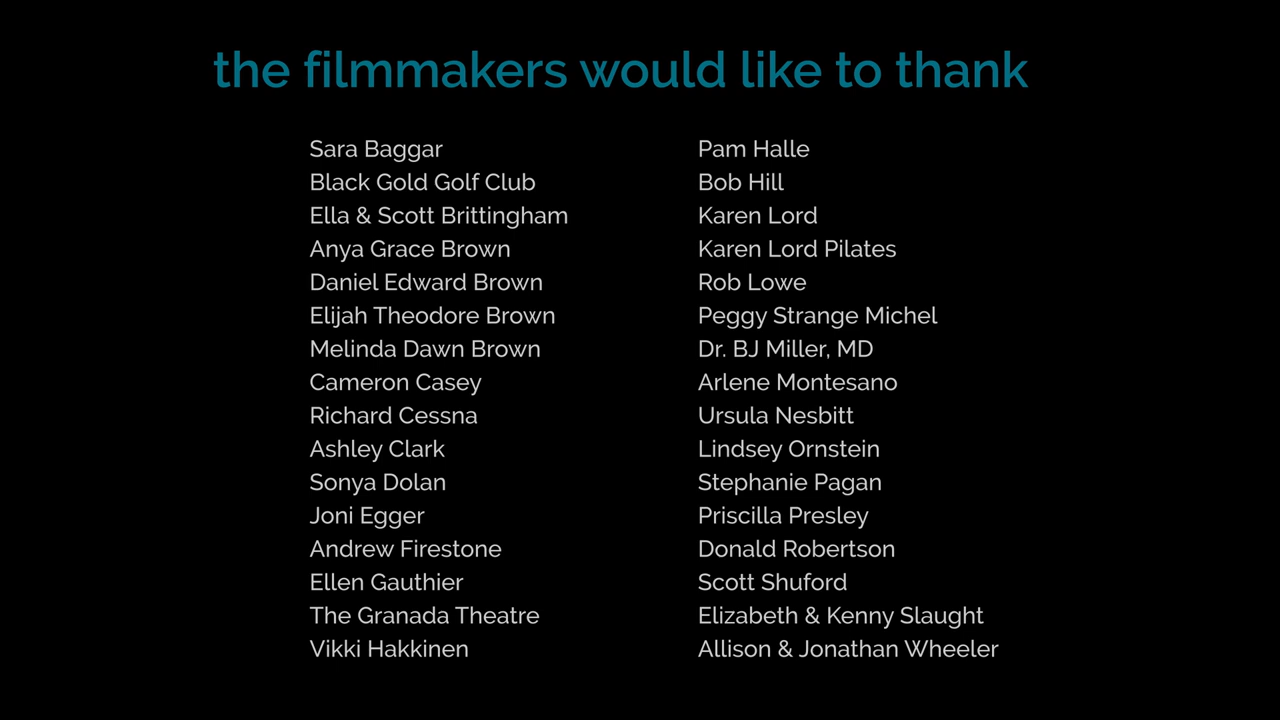 the filmmakers would like to thank
Sara Baggar
Black Gold Golf Club
Ella & Scott Brittingham
Anya Grace Brown
Daniel Edward Brown
Elijah Theodore Brown
Melinda Dawn Brown
Cameron Casey
Richard Cessna
Ashley Clark
Sonya Dolan
Joni Egger
Andrew Firestone
Ellen Gauthier
The Granada Theatre
Vikki Hakkinen
Pam Halle
Bob Hill
Karen Lord
Karen Lord Pilates
Rob Lowe
Peggy Strange Michel
Dr. BJ Miller, MD
Arlene Montesano
Ursula Nesbitt
Lindsey Ornstein
Stephanie Pagan
Priscilla Presley
Donald Robertson
Scott Shuford
Elizabeth & Kenny Slaught
Allison & Jonathan Wheeler